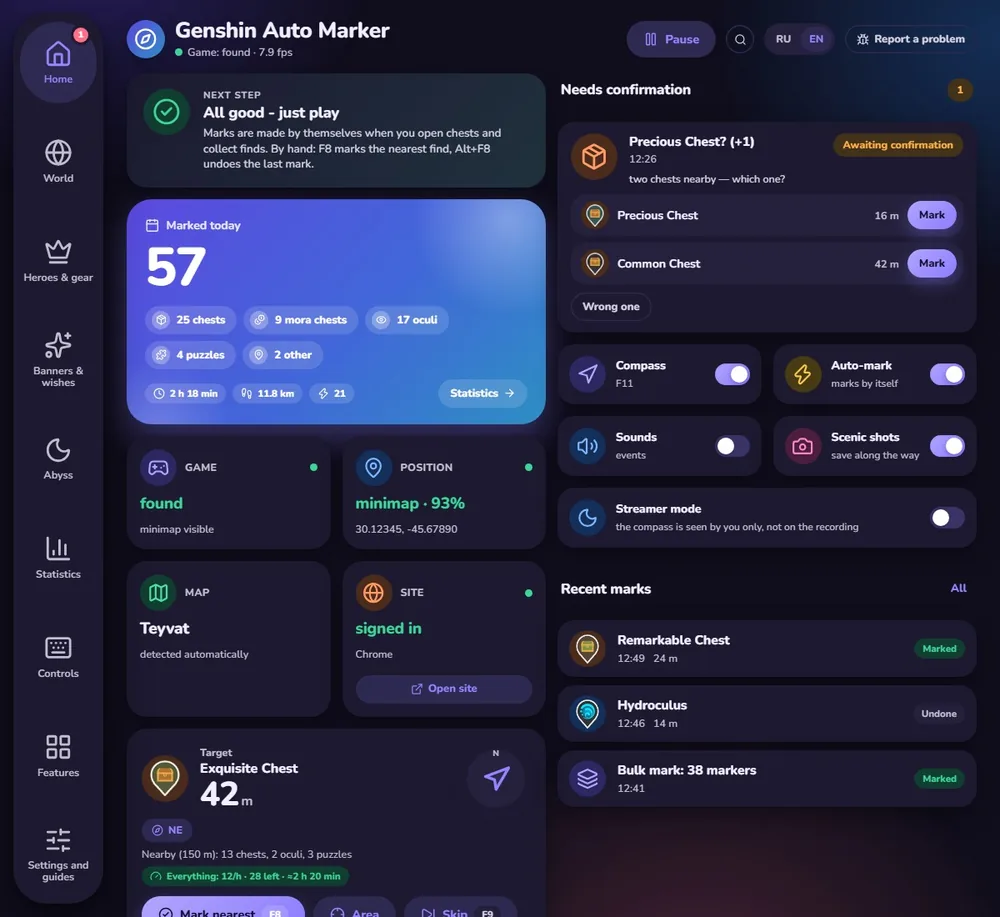 1
Home
World
Heroes & gear
Banners &
wishes
Abyss
Statistics
Controls
Features
Settings and
guides
Genshin Auto Marker
Game: found · 7.9 fps
Pause
RU
EN
Report a problem
NEXT STEP
All good - just play
Marks are made by themselves when you open chests and
collect finds. By hand: F8 marks the nearest find, Alt+F8
undoes the last mark.
Marked today
57
25 chests
9 mora chests
17 oculi
4 puzzles
2 other
2 h 18 min
11.8 km
21
Statistics →
GAME
found
minimap visible
POSITION
minimap · 93%
30.12345, -45.67890
MAP
Teyvat
detected automatically
SITE
signed in
Chrome
Open site
Target
Exquisite Chest
42 m
N
NE
Nearby (150 m): 13 chests, 2 oculi, 3 puzzles
Everything: 12/h · 28 left · ≈2 h 20 min
Mark nearest F8
Area
Skip F9
Needs confirmation
1
Precious Chest? (+1)
12:26
Awaiting confirmation
two chests nearby — which one?
Precious Chest
16 m
Mark
Common Chest
42 m
Mark
Wrong one
Compass
F11
Auto-mark
marks by itself
Sounds
events
Scenic shots
save along the way
Streamer mode
the compass is seen by you only, not on the recording
Recent marks
All
Remarkable Chest
12:49 24 m
Marked
Hydroculus
12:46 14 m
Undone
Bulk mark: 38 markers
12:41
Marked